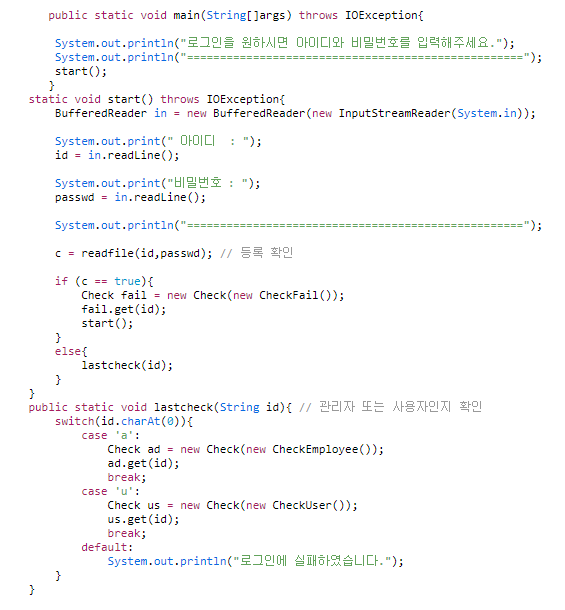 public static void main(String[]args) throws IOException{
System.out.println("로그인을 원하시면 아이디와 비밀번호를 입력해주세요.");
System.out.println("===================================================");
start();
}
static void start() throws IOException{
BufferedReader in = new BufferedReader(new InputStreamReader(System.in));
System.out.print(" 아이디  : ");
id = in.readLine();
System.out.print("비밀번호 : ");
passwd = in.readLine();
System.out.println("===================================================");
c = readfile(id,passwd); // 등록 확인
if (c == true){
Check fail = new Check(new CheckFail());
fail.get(id);
start();
}
else{
lastcheck(id);
}
}
public static void lastcheck(String id){ // 관리자 또는 사용자인지 확인
switch(id.charAt(0)){
case 'a':
Check ad = new Check(new CheckEmployee());
ad.get(id);
break;
case 'u':
Check us = new Check(new CheckUser());
us.get(id);
break;
default:
System.out.println("로그인에 실패하였습니다.");
}
}